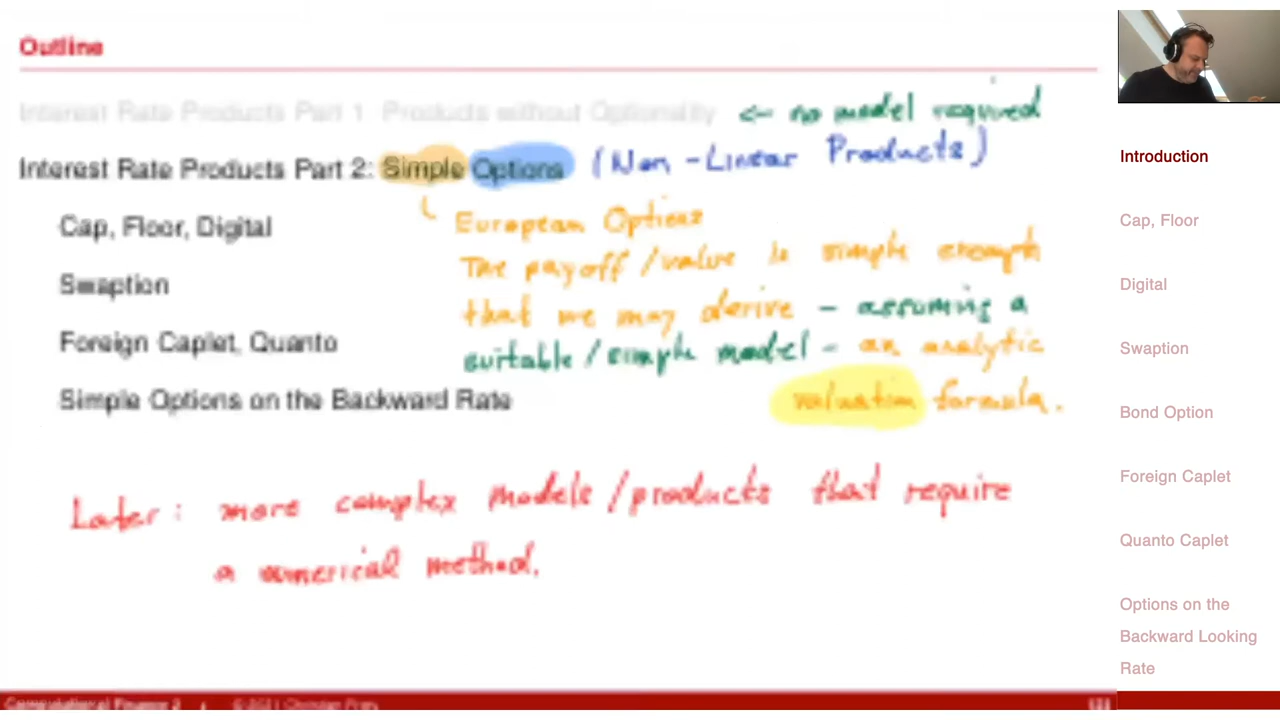 Outline
Interest Rate Products Part 1: Products without Optionality <- no model required
Interest Rate Products Part 2: Simple Options (Non-Linear Products)
Cap, Floor, Digital
European Options
The payoff/value is simple enough
Swaption
that we may derive - assuming a
Foreign Caplet, Quanto
suitable/simple model - an analytic
Simple Options on the Backward Rate
valuation formula.
Later: more complex models/products that require
a numerical method.
Computational Finance 2
Introduction
Cap, Floor
Digital
Swaption
Bond Option
Foreign Caplet
Quanto Caplet
Options on the
Backward Looking
Rate